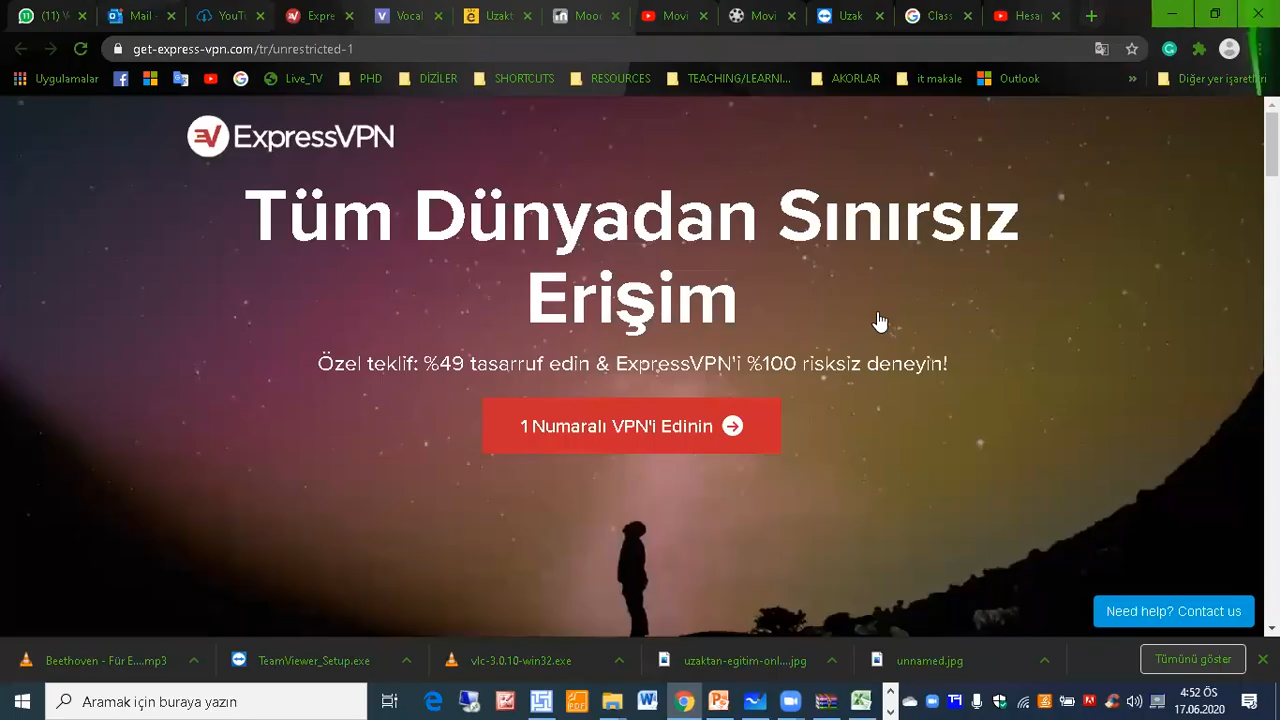 (11)
Mail -
YouT
Expre
Vocal
Uzakt
Moo
Movi
Movi
Uzak
Class
Hesa
get-express-vpn.com/tr/unrestricted-1
Uygulamalar
Live_TV
PHD
DİZİLER
SHORTCUTS
RESOURCES
TEACHING/LEARNI...
AKORLAR
it makale
Outlook
»
Diğer yer işaretleri
ExpressVPN
Tüm Dünyadan Sınırsız
Erişim
Özel teklif: %49 tasarruf edin & ExpressVPN'i %100 risksiz deneyin!
1 Numaralı VPN'i Edinin
Need help? Contact us
Beethoven - Für E....mp3
TeamViewer_Setup.exe
vlc-3.0.10-win32.exe
uzaktan-egitim-onl....jpg
unnamed.jpg
Tümünü göster
Aramak için buraya yazın
4:52 ÖS
17.06.2020